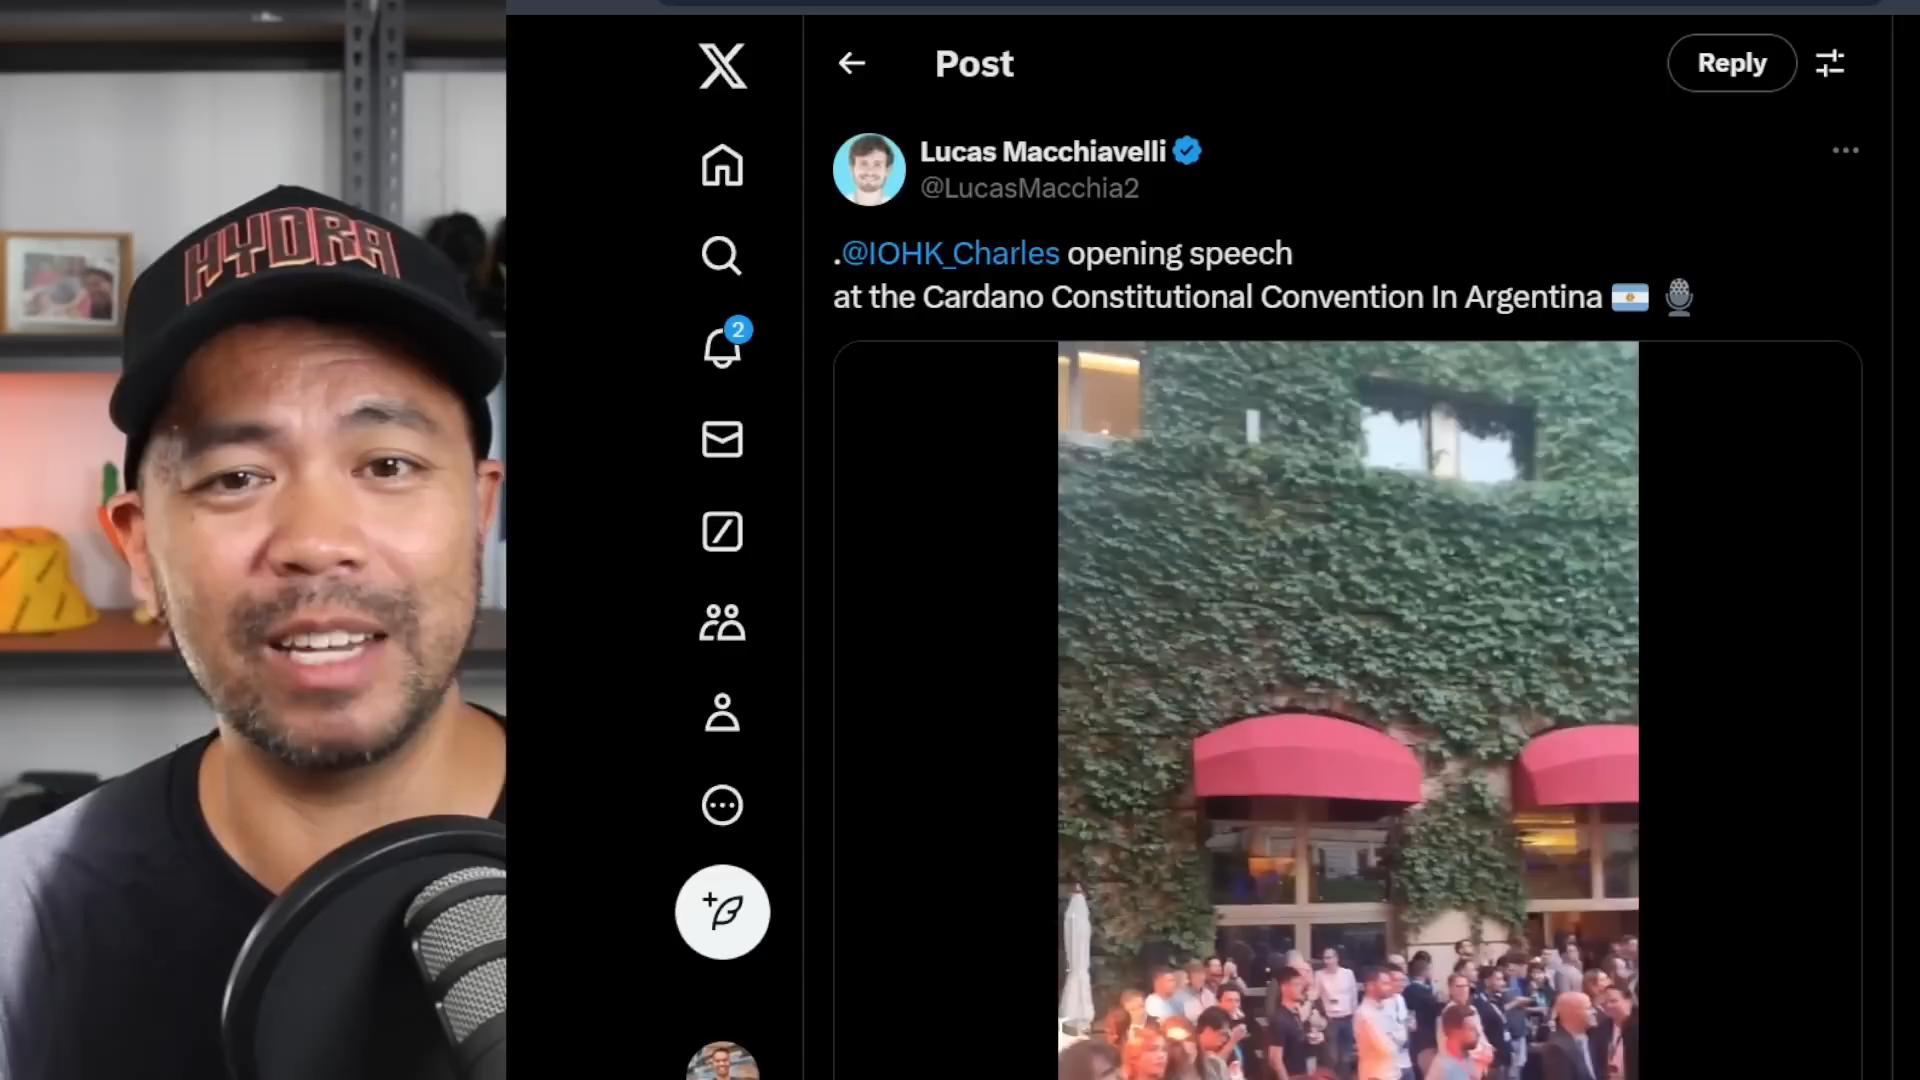 HYDRA
Post
Reply
2
Lucas Macchiavelli
@LucasMacchia2
.@IOHK_Charles opening speech
at the Cardano Constitutional Convention In Argentina